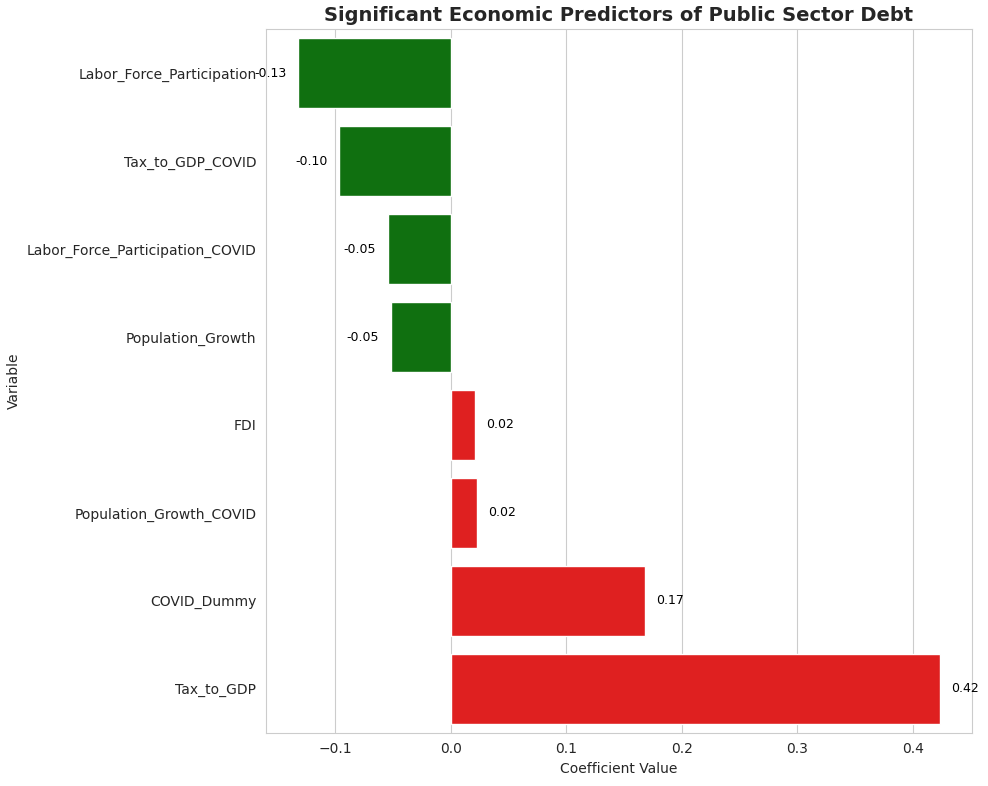 Significant Economic Predictors of Public Sector Debt
Labor_Force_Participation -0.13
Tax_to_GDP_COVID -0.10
Labor_Force_Participation_COVID -0.05
Population_Growth -0.05
Variable
FDI 0.02
Population_Growth_COVID 0.02
COVID_Dummy 0.17
Tax_to_GDP 0.42
−0.1 0.0 0.1 0.2 0.3 0.4
Coefficient Value